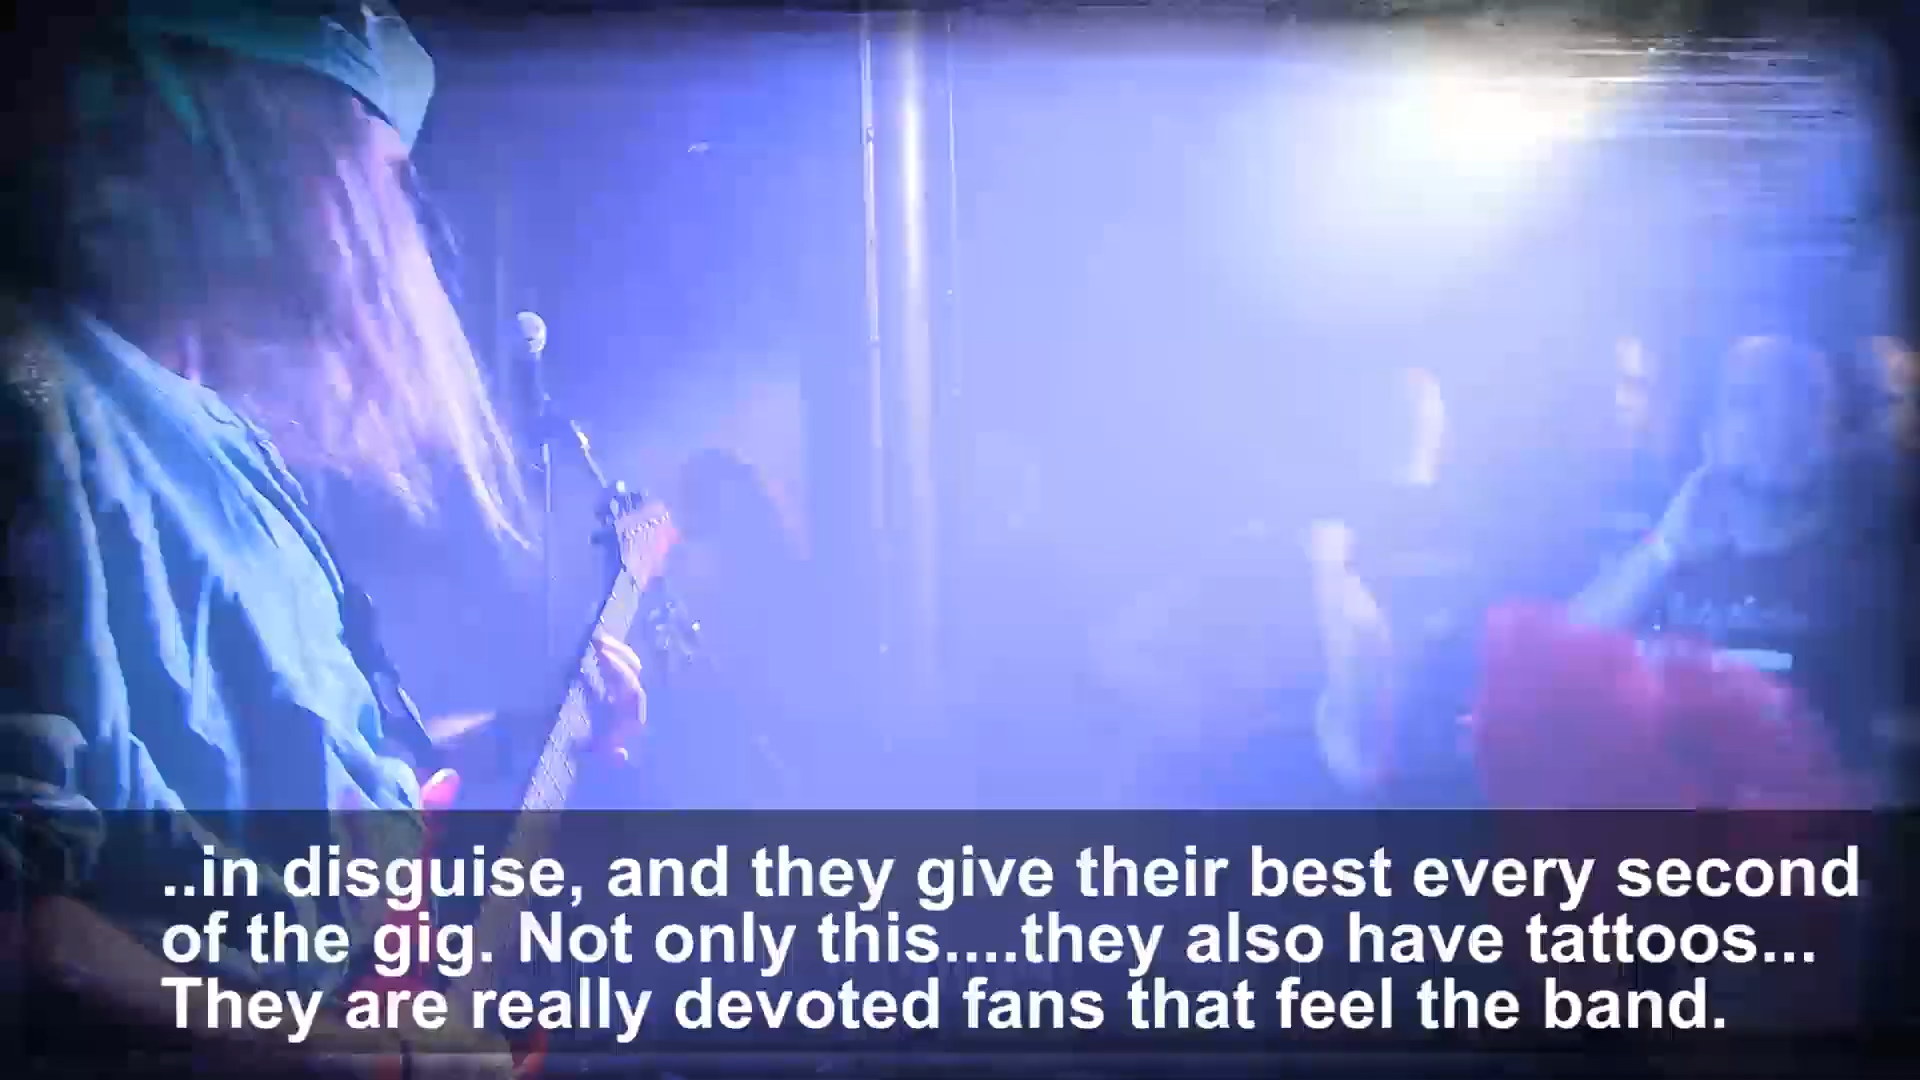 ..in disguise, and they give their best every second
of the gig. Not only this....they also have tattoos...
They are really devoted fans that feel the band.